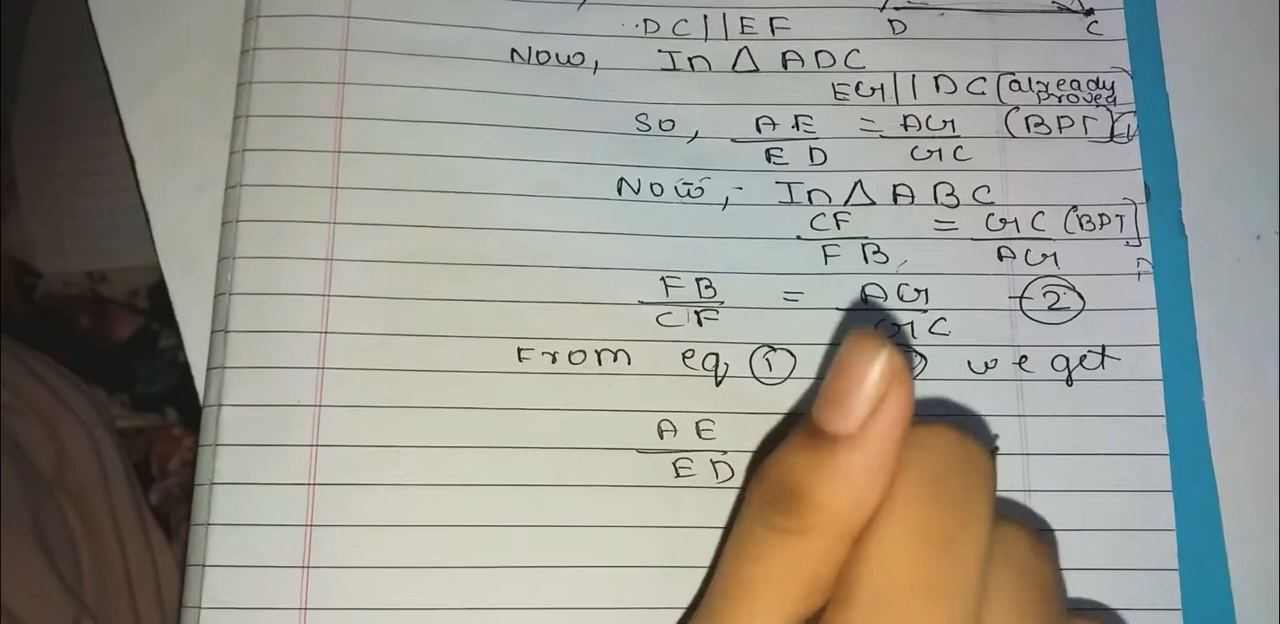 DC||EF D C
Now, In Δ ADC
EG||DC [already proved]
So, AE/ED = AG/GC (BPT) ①
Now,- In Δ ABC
CF/FB, = GC/AG (BPT]
FB/CF = AG/GC - ②
From eq ① we get
AE/ED